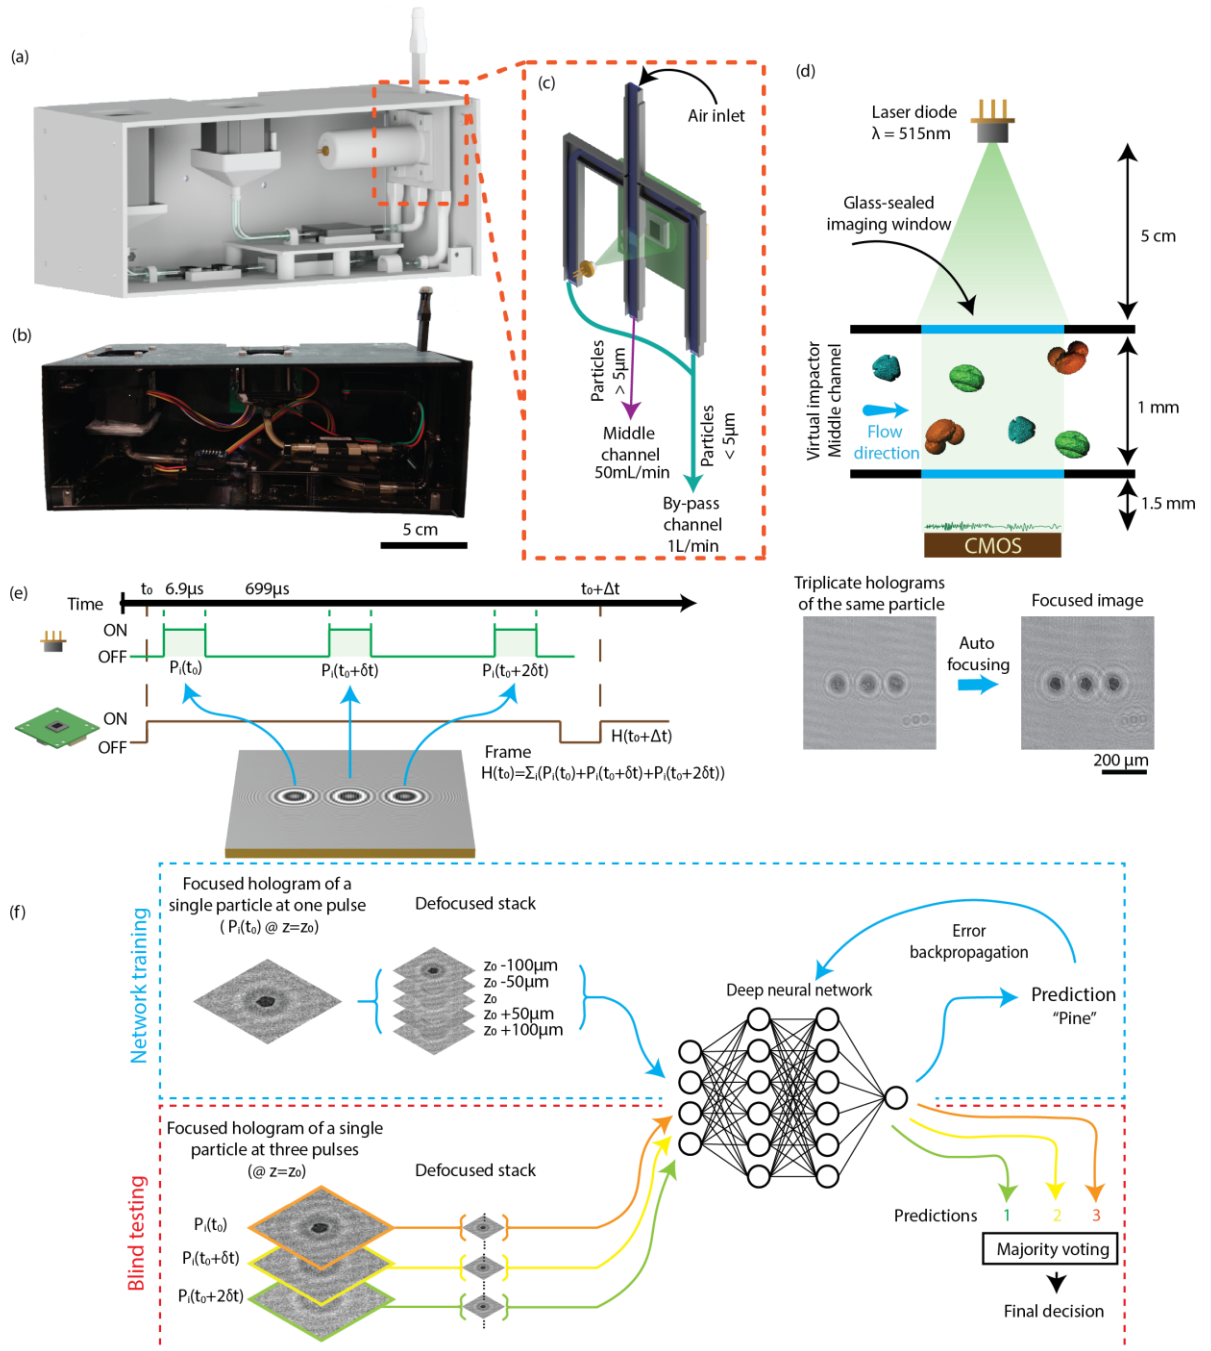 (a)
(b)
5 cm
(c)
Air inlet
Particles
> 5µm
Middle
channel
50mL/min
Particles
< 5µm
By-pass
channel
1L/min
(d)
Laser diode
λ = 515nm
Glass-sealed
imaging window
5 cm
Virtual impactor
Middle channel
Flow
direction
1 mm
1.5 mm
CMOS
Triplicate holograms
of the same particle
Auto
focusing
Focused image
200 µm
(e)
Time
t₀
6.9µs
699µs
t₀+Δt
ON
OFF
Pᵢ(t₀)
Pᵢ(t₀+δt)
Pᵢ(t₀+2δt)
ON
OFF
H(t₀+Δt)
Frame
H(t₀)=Σᵢ(Pᵢ(t₀)+Pᵢ(t₀+δt)+Pᵢ(t₀+2δt))
(f)
Network training
Focused hologram of a
single particle at one pulse
( Pᵢ(t₀) @ z=z₀)
Defocused stack
z₀ -100µm
z₀ -50µm
z₀
z₀ +50µm
z₀ +100µm
Deep neural network
Error
backpropagation
Prediction
"Pine"
Blind testing
Focused hologram of a single
particle at three pulses
(@ z=z₀)
Defocused stack
Pᵢ(t₀)
Pᵢ(t₀+δt)
Pᵢ(t₀+2δt)
Predictions 1 2 3
Majority voting
Final decision